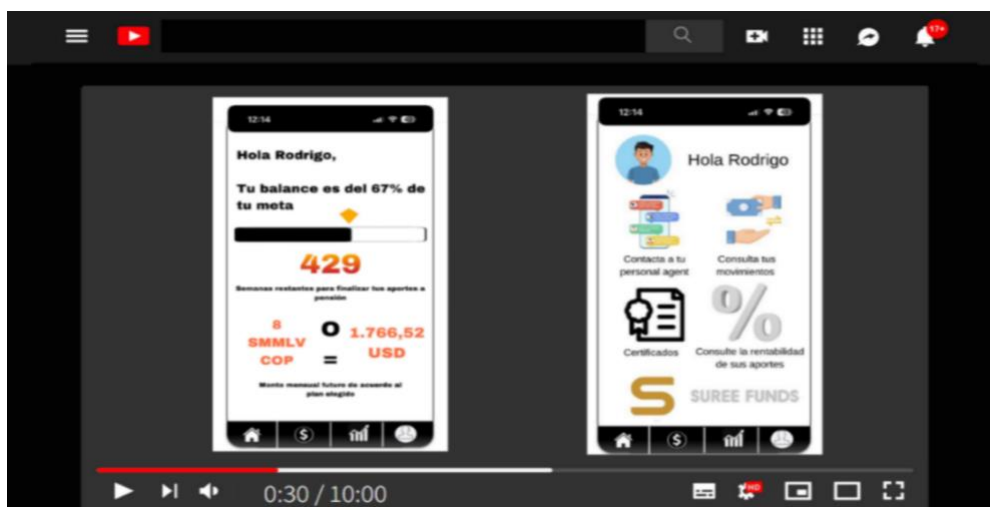 17+
12:14
Hola Rodrigo,
Tu balance es del 67% de
tu meta
429
Semanas restantes para finalizar tus aportes a
pensión
8
SMMLV
COP
O
=
1.766,52
USD
Monto mensual futuro de acuerdo al
plan elegido
12:14
Hola Rodrigo
Contacta a tu
personal agent
Consulta tus
movimientos
%
Certificados
Consulte la rentabilidad
de sus aportes
S SUREE FUNDS
0:30 / 10:00
HD